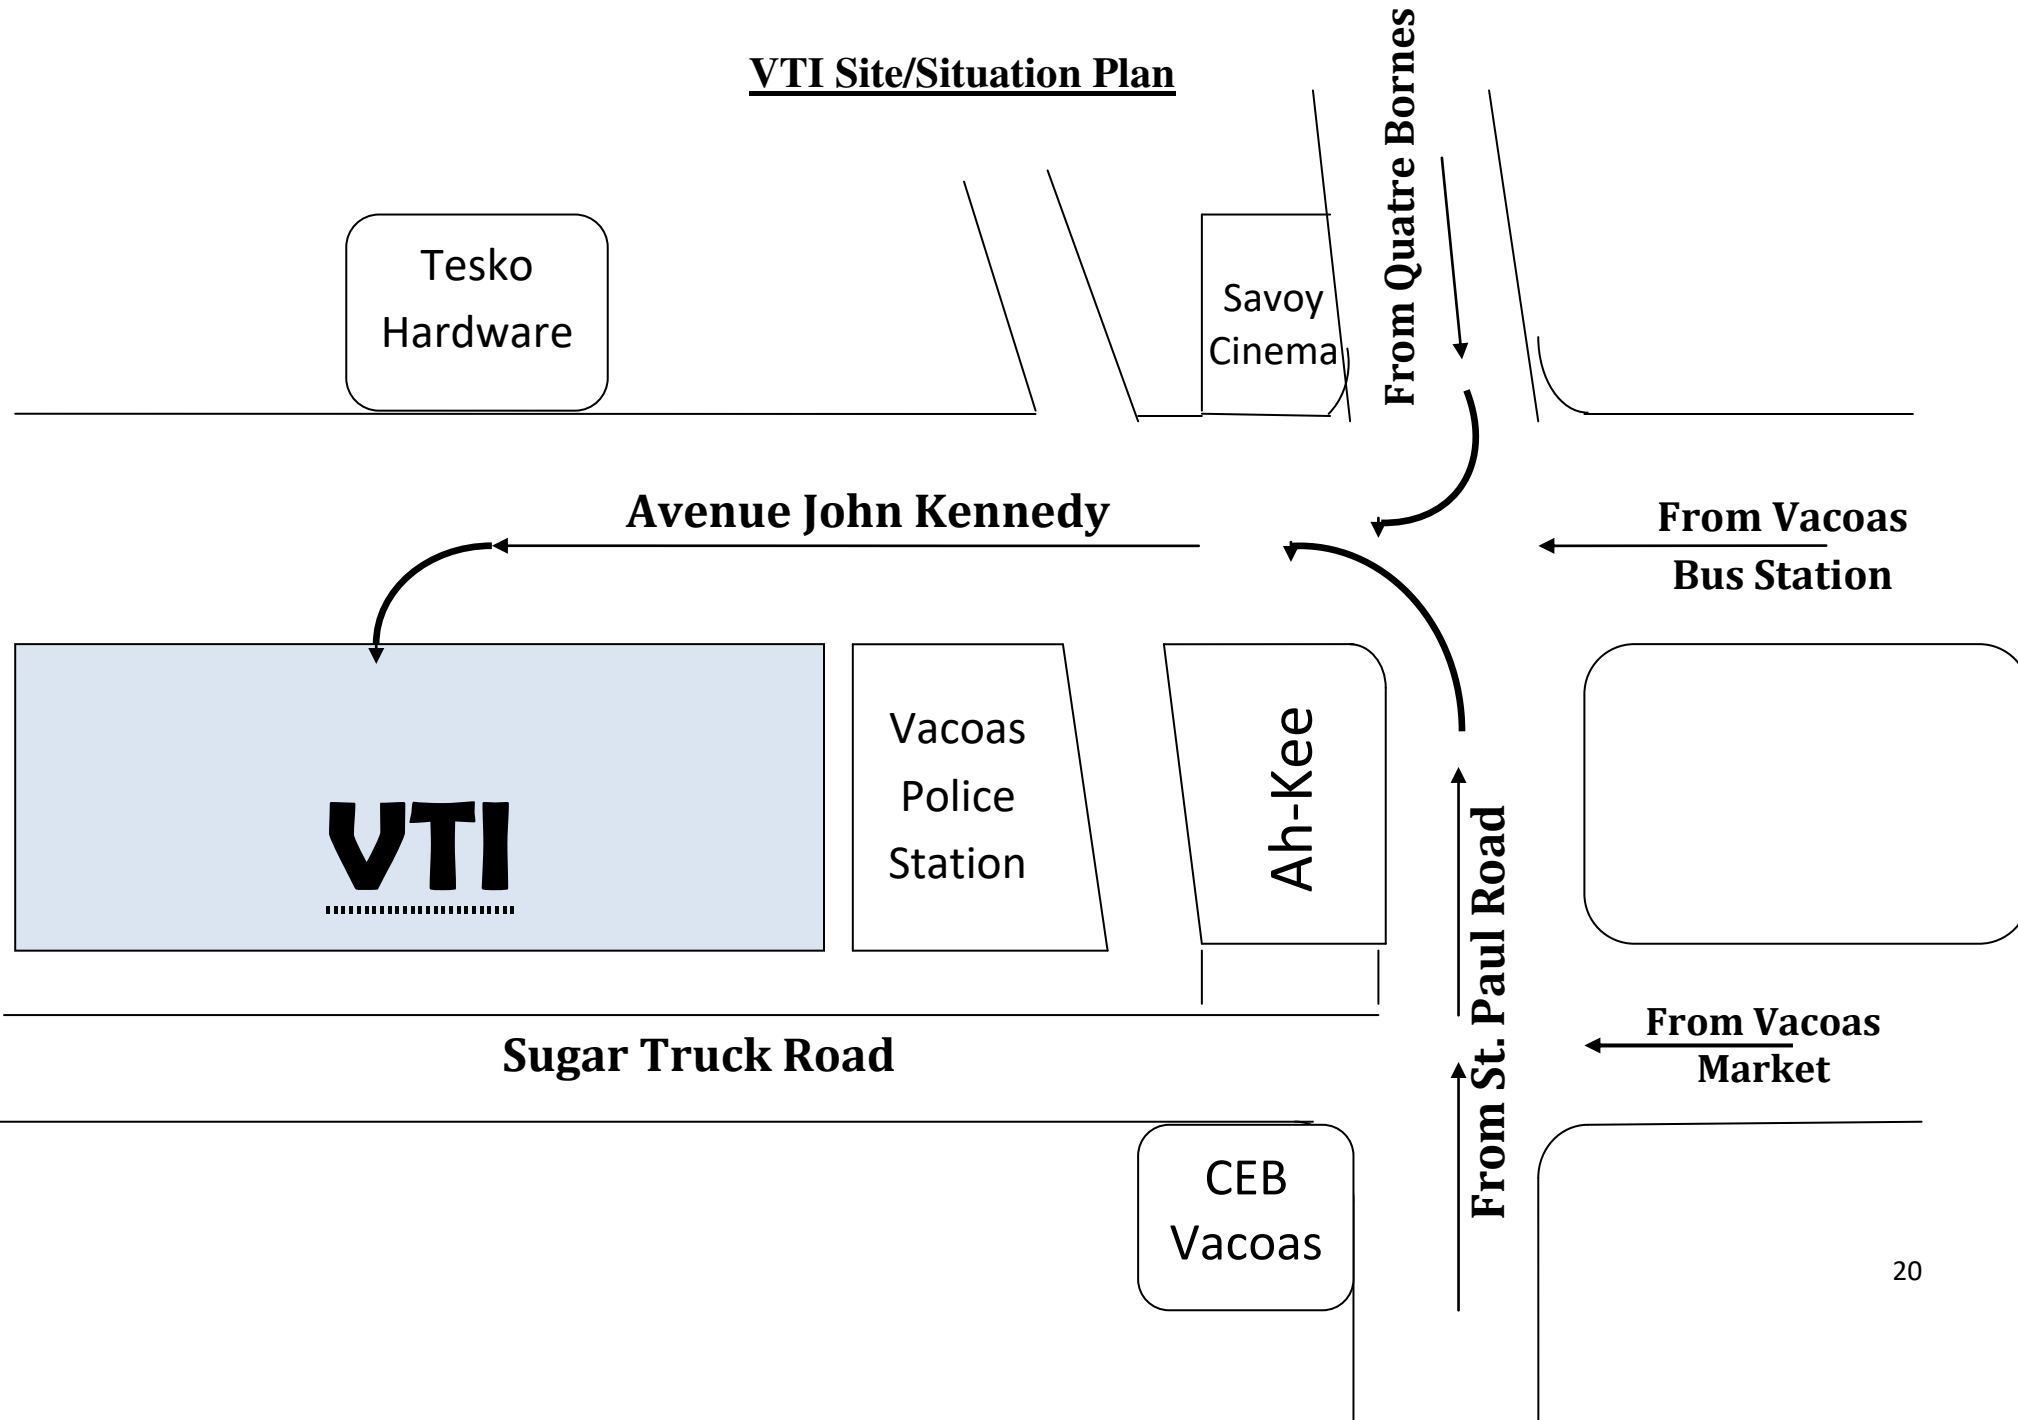 VTI Site/Situation Plan
From Quatre Bornes
Tesko
Hardware
Savoy
Cinema
Avenue John Kennedy
From Vacoas
Bus Station
VTI
Vacoas
Police
Station
Ah-Kee
From St. Paul Road
Sugar Truck Road
From Vacoas
Market
CEB
Vacoas
20